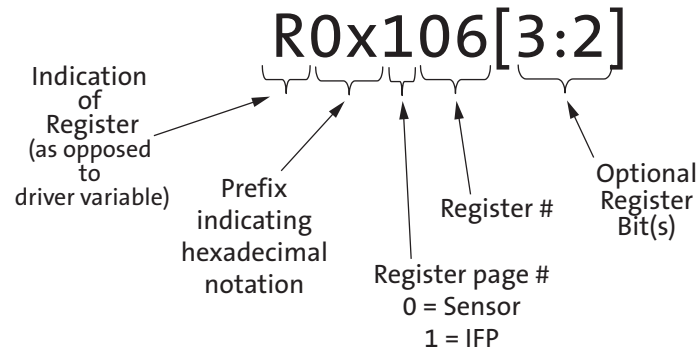 R0x106[3:2]
Indication
of
Register
(as opposed
to
driver variable)
Prefix
indicating
hexadecimal
notation
Register page #
0 = Sensor
1 = IFP
Register #
Optional
Register
Bit(s)